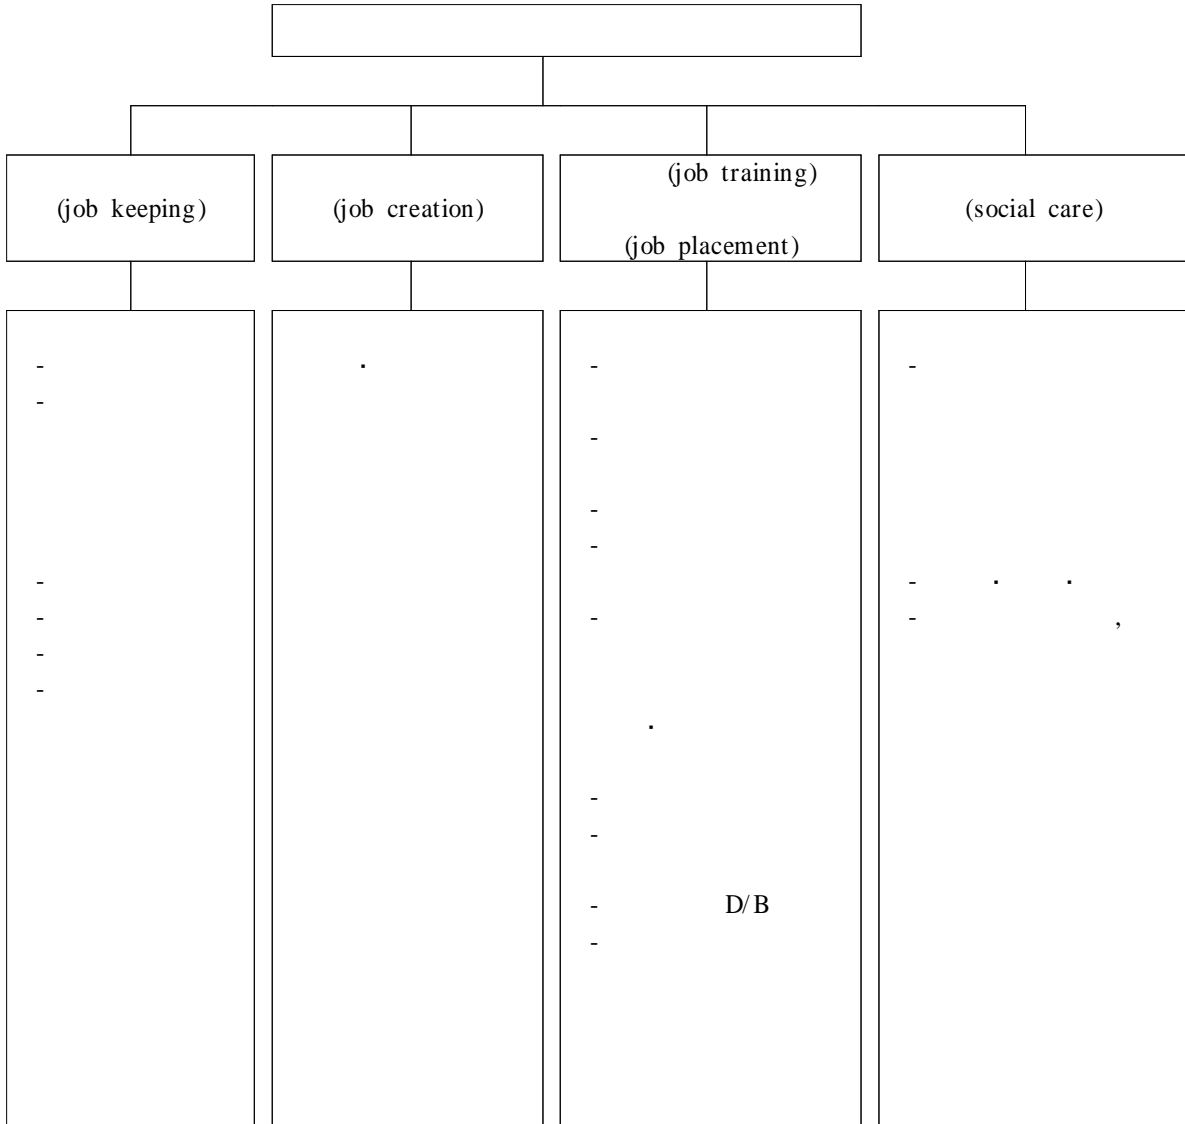 (job keeping)
(job creation)
(job training)
(job placement)
(social care)
-
-
-
-
-
-
·
-
-
-
-
-
·
-
-
- D/B
-
-
- · ·
- ,